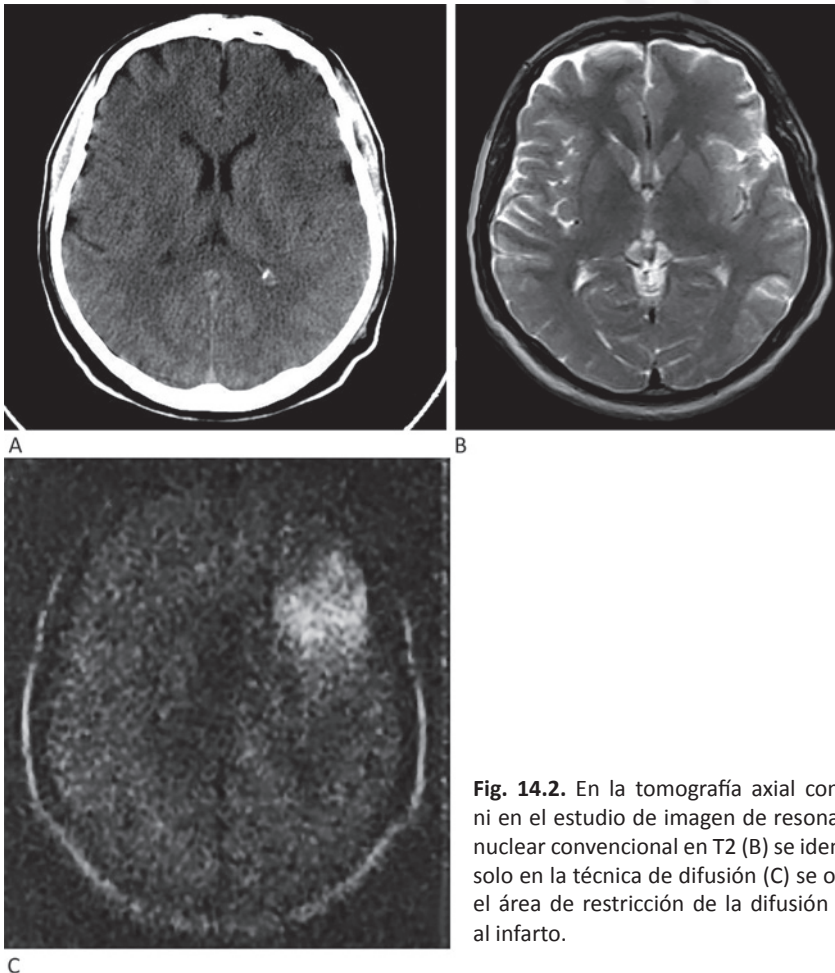 A
B
C
Fig. 14.2. En la tomografía axial con
ni en el estudio de imagen de resona
nuclear convencional en T2 (B) se iden
solo en la técnica de difusión (C) se o
el área de restricción de la difusión
al infarto.